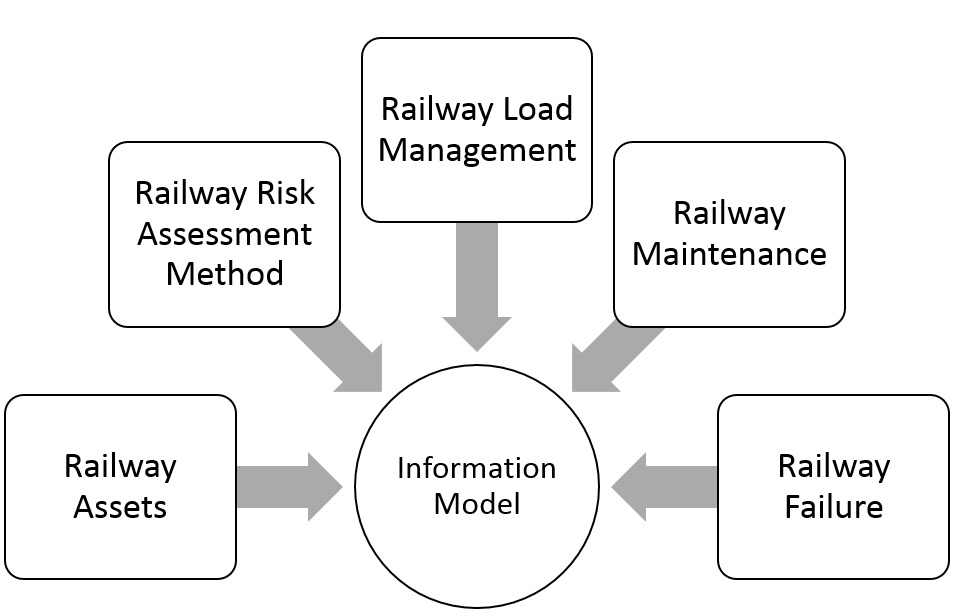 Railway Load
Management
Railway Risk
Assessment
Method
Railway
Maintenance
Railway
Assets
Information
Model
Railway
Failure